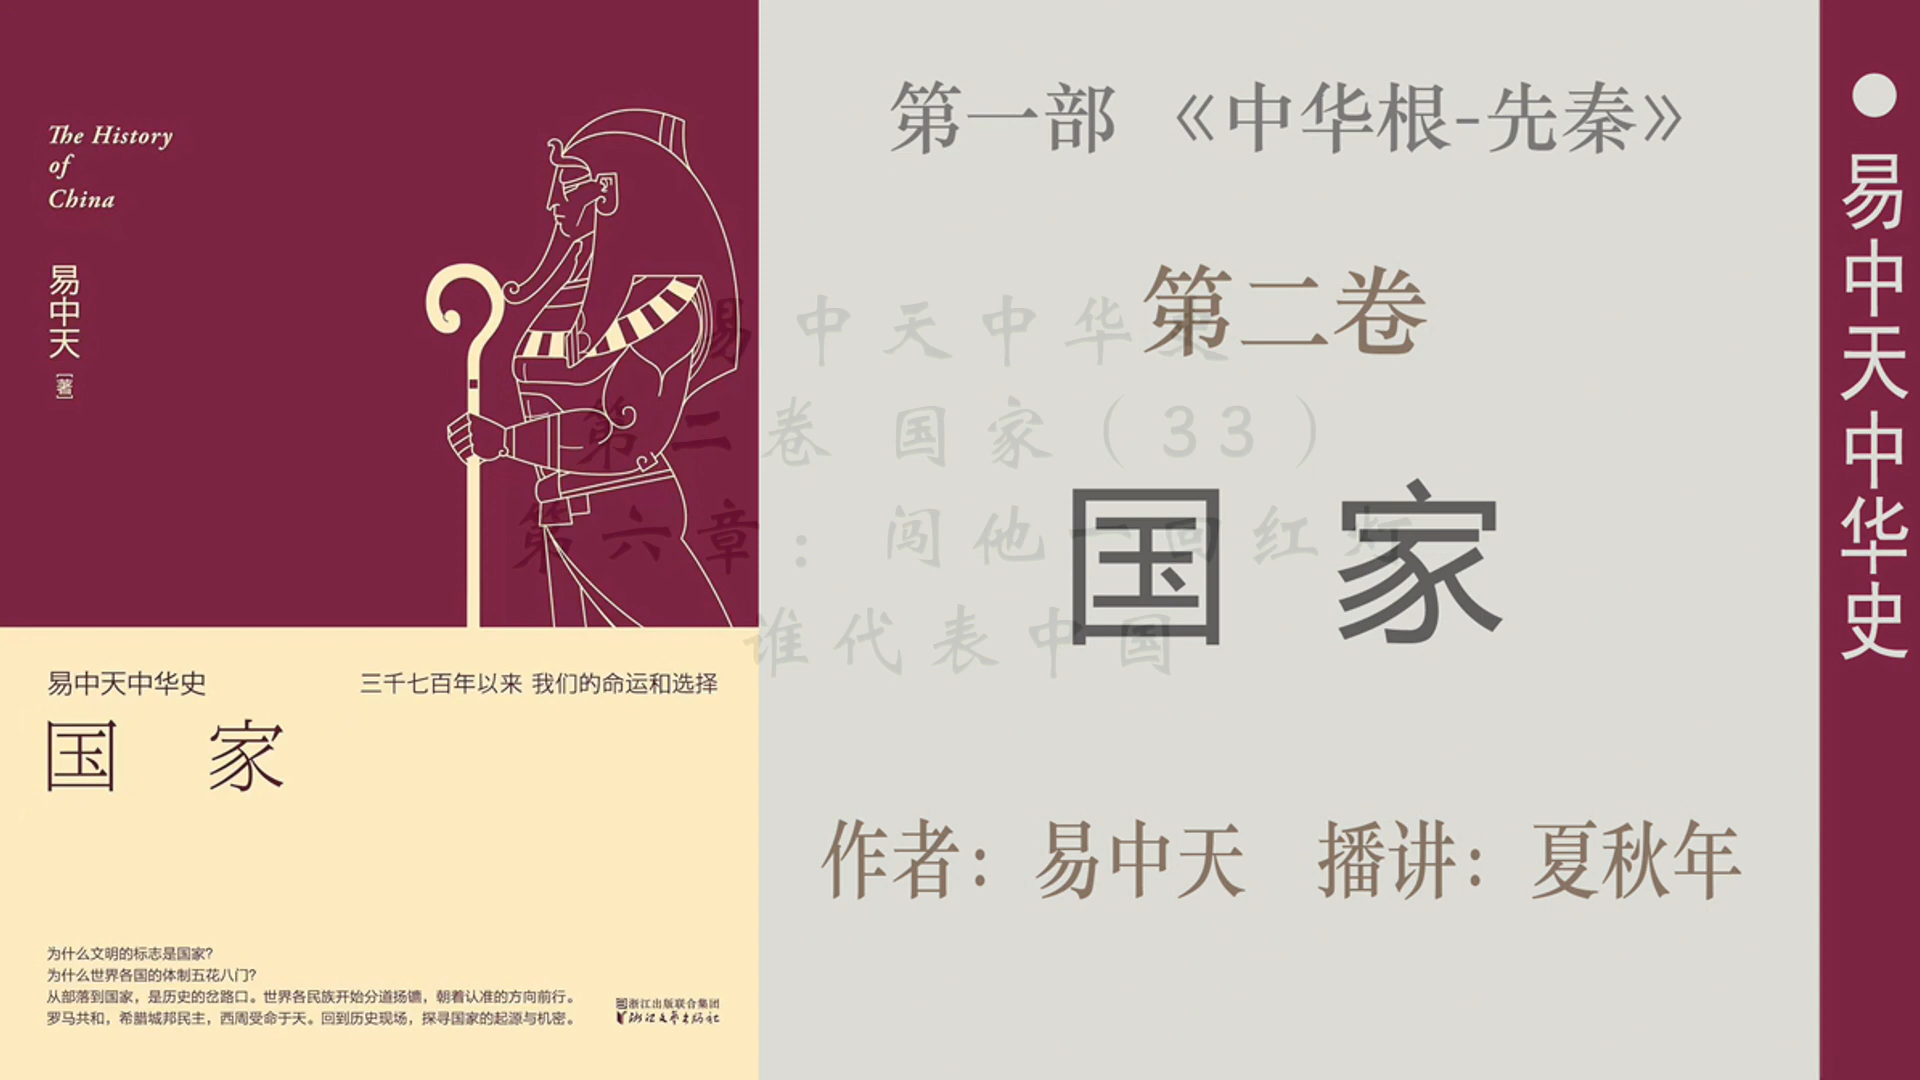 The History
of
China
易中天
[著]
易中天中华史
三千七百年以来 我们的命运和选择
国 家
为什么文明的标志是国家?
为什么世界各国的体制五花八门?
从部落到国家，是历史的岔路口。世界各民族开始分道扬镳，朝着认准的方向前行。
罗马共和，希腊城邦民主，西周受命于天。回到历史现场，探寻国家的起源与机密。
浙江出版联合集团
浙江文艺出版社
第一部 《中华根-先秦》
第二卷
国 家
作者：易中天 播讲：夏秋年
易中天中华史
第二卷 国家（33）
第六章：闯他一回红灯
谁代表中国
易中天中华史